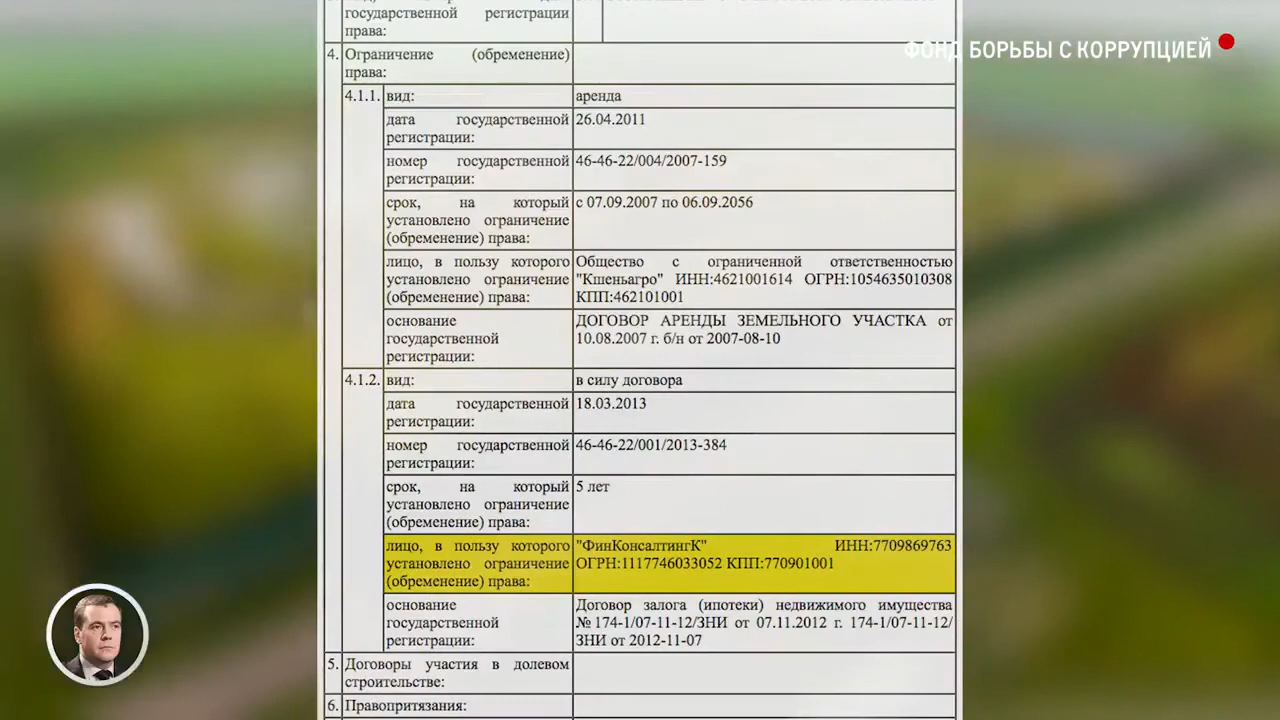 государственной регистрации
права:
ФОНД БОРЬБЫ С КОРРУПЦИЕЙ
4. Ограничение (обременение)
права:
4.1.1. вид: аренда
дата государственной 26.04.2011
регистрации:
номер государственной 46-46-22/004/2007-159
регистрации:
срок, на который с 07.09.2007 по 06.09.2056
установлено ограничение
(обременение) права:
лицо, в пользу которого Общество с ограниченной ответственностью
установлено ограничение "Кшеньагро" ИНН:4621001614 ОГРН:1054635010308
(обременение) права: КПП:462101001
основание ДОГОВОР АРЕНДЫ ЗЕМЕЛЬНОГО УЧАСТКА от
государственной 10.08.2007 г. б/н от 2007-08-10
регистрации:
4.1.2. вид: в силу договора
дата государственной 18.03.2013
регистрации:
номер государственной 46-46-22/001/2013-384
регистрации:
срок, на который 5 лет
установлено ограничение
(обременение) права:
лицо, в пользу которого "ФинКонсалтингК" ИНН:7709869763
установлено ограничение ОГРН:1117746033052 КПП:770901001
(обременение) права:
основание Договор залога (ипотеки) недвижимого имущества
государственной № 174-1/07-11-12/ЗНИ от 07.11.2012 г. 174-1/07-11-12/
регистрации: ЗНИ от 2012-11-07
5. Договоры участия в долевом
строительстве:
6. Правопритязания: